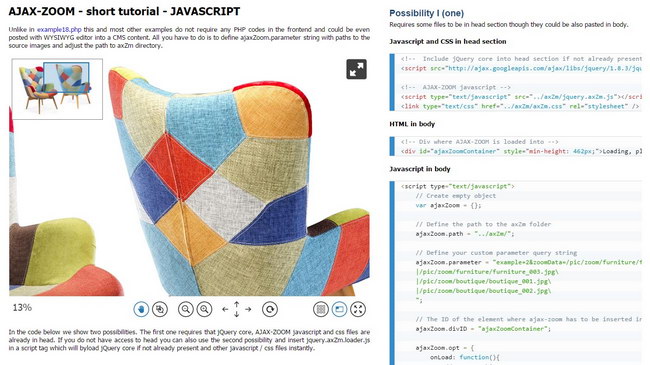 AJAX-ZOOM - short tutorial - JAVASCRIPT
Unlike in example18.php this and most other examples do not require any PHP codes in the frontend and could be even
posted with WYSIWYG editor into a CMS content. All you have to do is to define ajaxZoom.parameter string with paths to the
source images and adjust the path to axZm directory.
13%
In the code below we show two possibilities. The first one requires that jQuery core, AJAX-ZOOM javascript and css files are
already in head. If you do not have access to head you can also use the second possibility and insert jquery.axZm.loader.js
in a script tag which will byload jQuery core if not already present and other javascript / css files instantly.
Possibility I (one)
Requires some files to be in head section though they could be also pasted in body.
Javascript and CSS in head section
<!-- Include jQuery core into head section if not already present
<script src="http://ajax.googleapis.com/ajax/libs/jquery/1.8.3/jqu
<!-- AJAX-ZOOM javascript -->
<script type="text/javascript" src="../axZm/jquery.axZm.js"></scri
<link type="text/css" href="../axZm/axZm.css" rel="stylesheet" />
HTML in body
<!-- Div where AJAX-ZOOM is loaded into -->
<div id="ajaxZoomContainer" style="min-height: 462px;">Loading, pl
Javascript in body
<script type="text/javascript">
// Create empty object
var ajaxZoom = {};
// Define the path to the axZm folder
ajaxZoom.path = "../axZm/";
// Define your custom parameter query string
ajaxZoom.parameter = "example=2&zoomData=/pic/zoom/furniture/f
|/pic/zoom/furniture/furniture_003.jpg\
|/pic/zoom/boutique/boutique_001.jpg\
|/pic/zoom/boutique/boutique_002.jpg\
";
// The ID of the element where ajax-zoom has to be inserted in
ajaxZoom.divID = "ajaxZoomContainer";
ajaxZoom.opt = {
onLoad: function(){